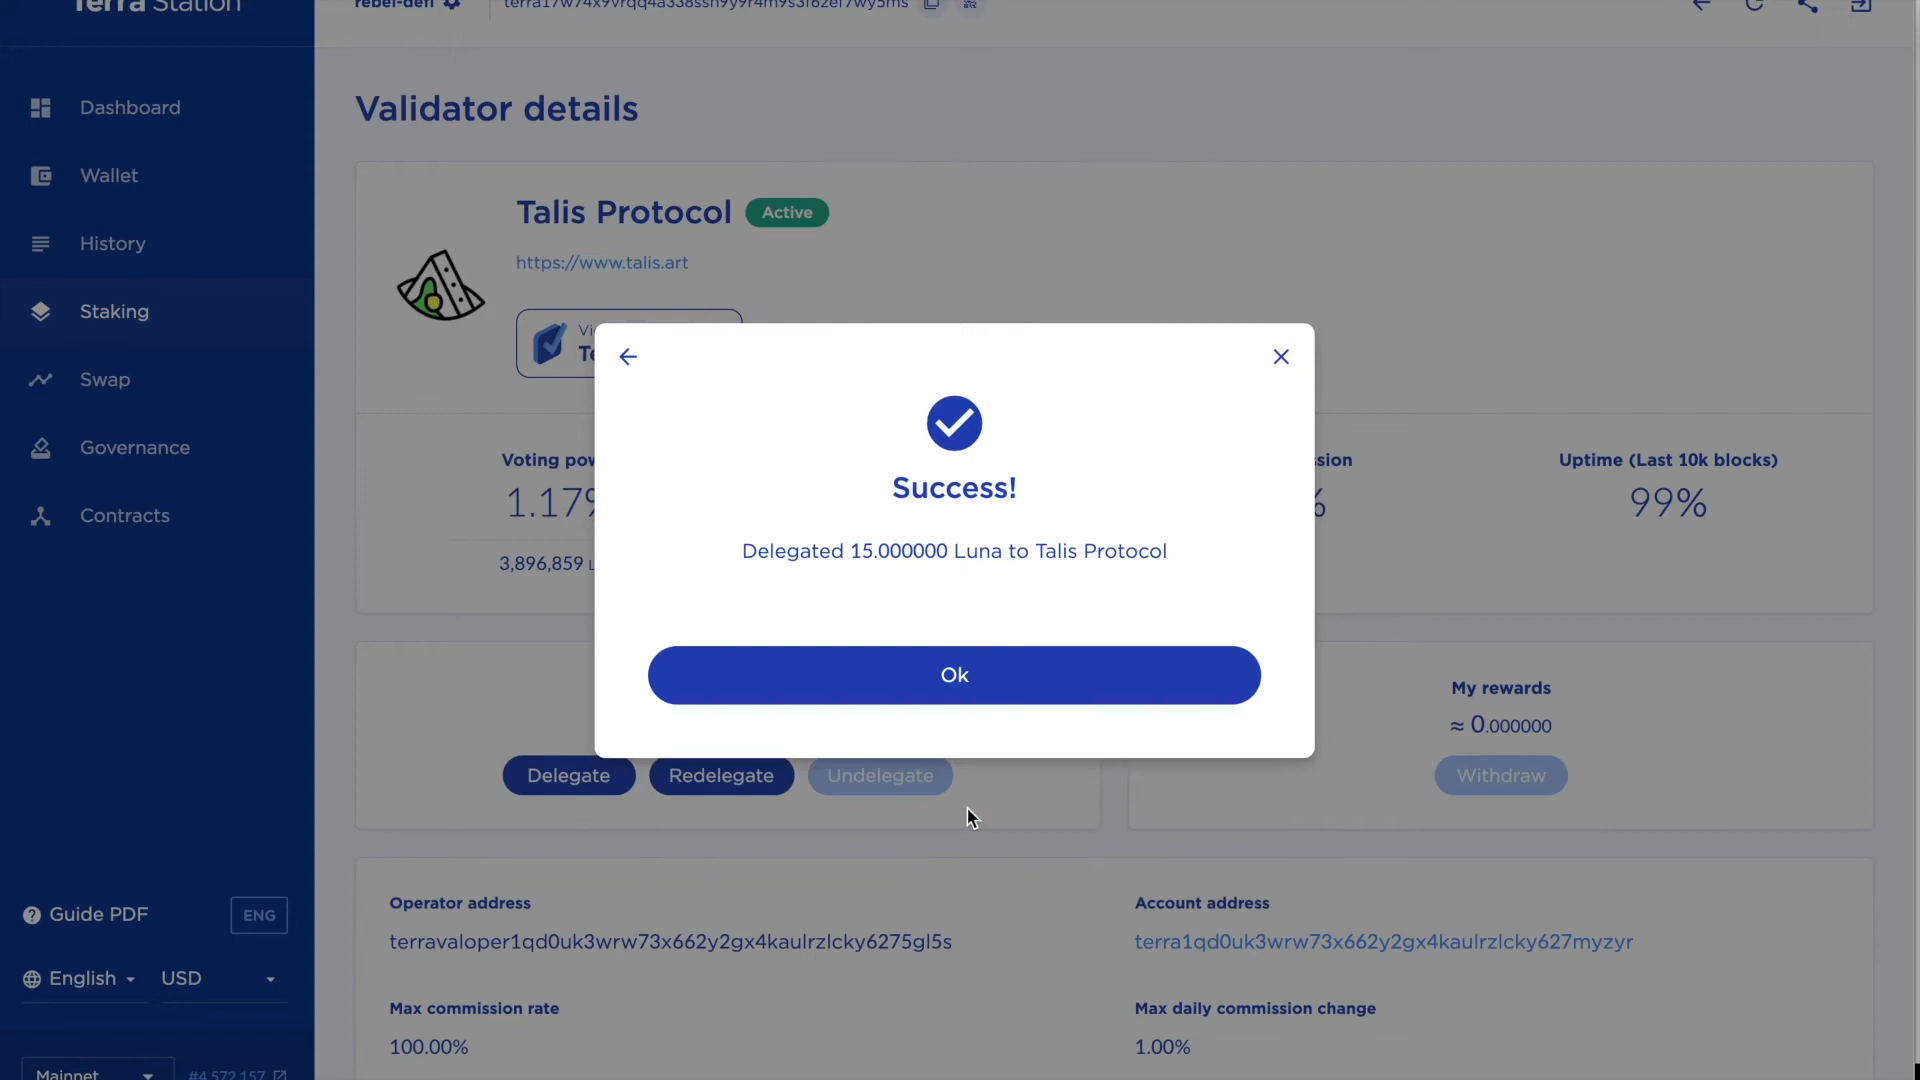 Terra Station
rebel-defi
Dashboard
Wallet
History
Staking
Swap
Governance
Contracts
Guide PDF
ENG
English
USD
Mainnet
#4,572,157
Validator details
Talis Protocol
Active
https://www.talis.art
Voting pow
1.17%
3,896,859 L
ssion
%
Uptime (Last 10k blocks)
99%
Success!
Delegated 15.000000 Luna to Talis Protocol
Ok
Delegate
Redelegate
Undelegate
My rewards
≈ 0.000000
Withdraw
Operator address
terravaloper1qd0uk3wrw73x662y2gx4kaulrzlcky6275gl5s
Account address
terra1qd0uk3wrw73x662y2gx4kaulrzlcky627myzyr
Max commission rate
100.00%
Max daily commission change
1.00%